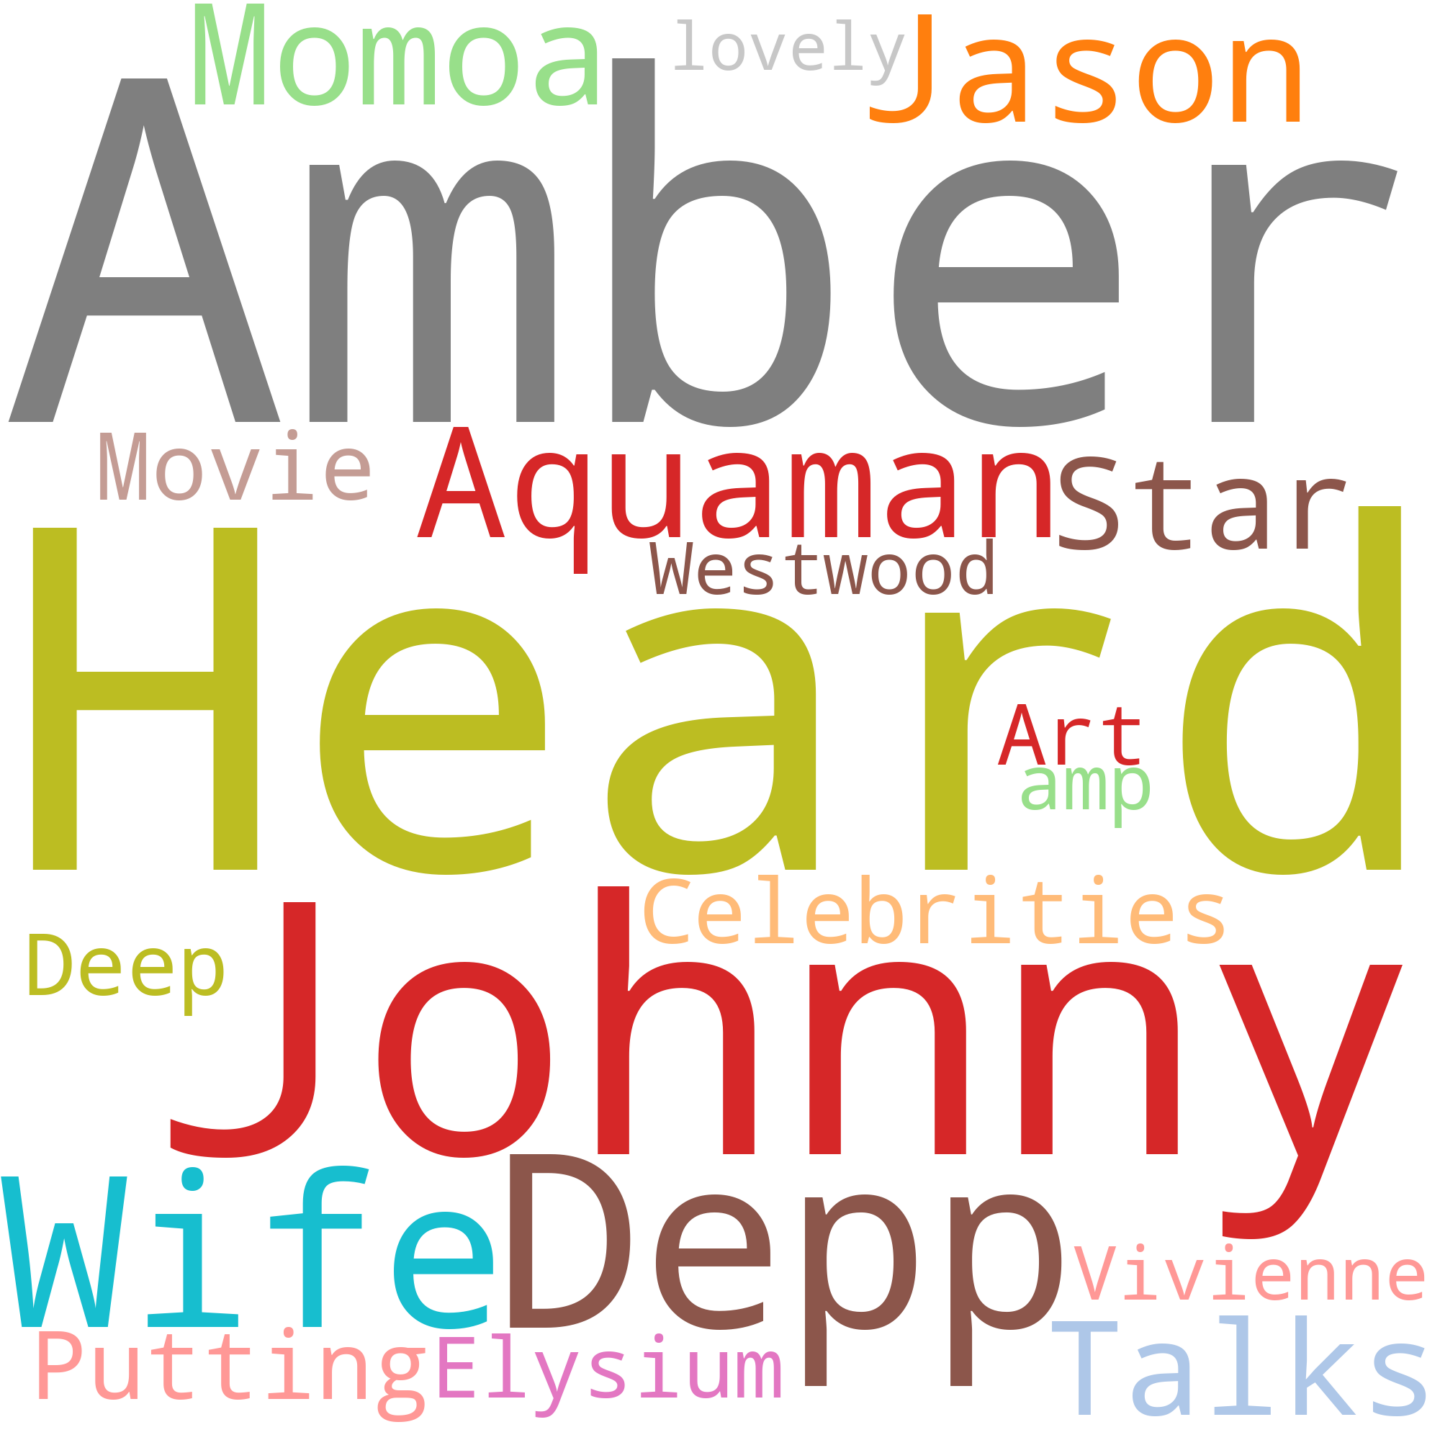 Momoa lovely Jason
Amber
Movie Aquaman Star
Westwood
Heard
Art
amp
Celebrities
Deep
Johnny
Wife Depp
Vivienne
Putting Elysium Talks